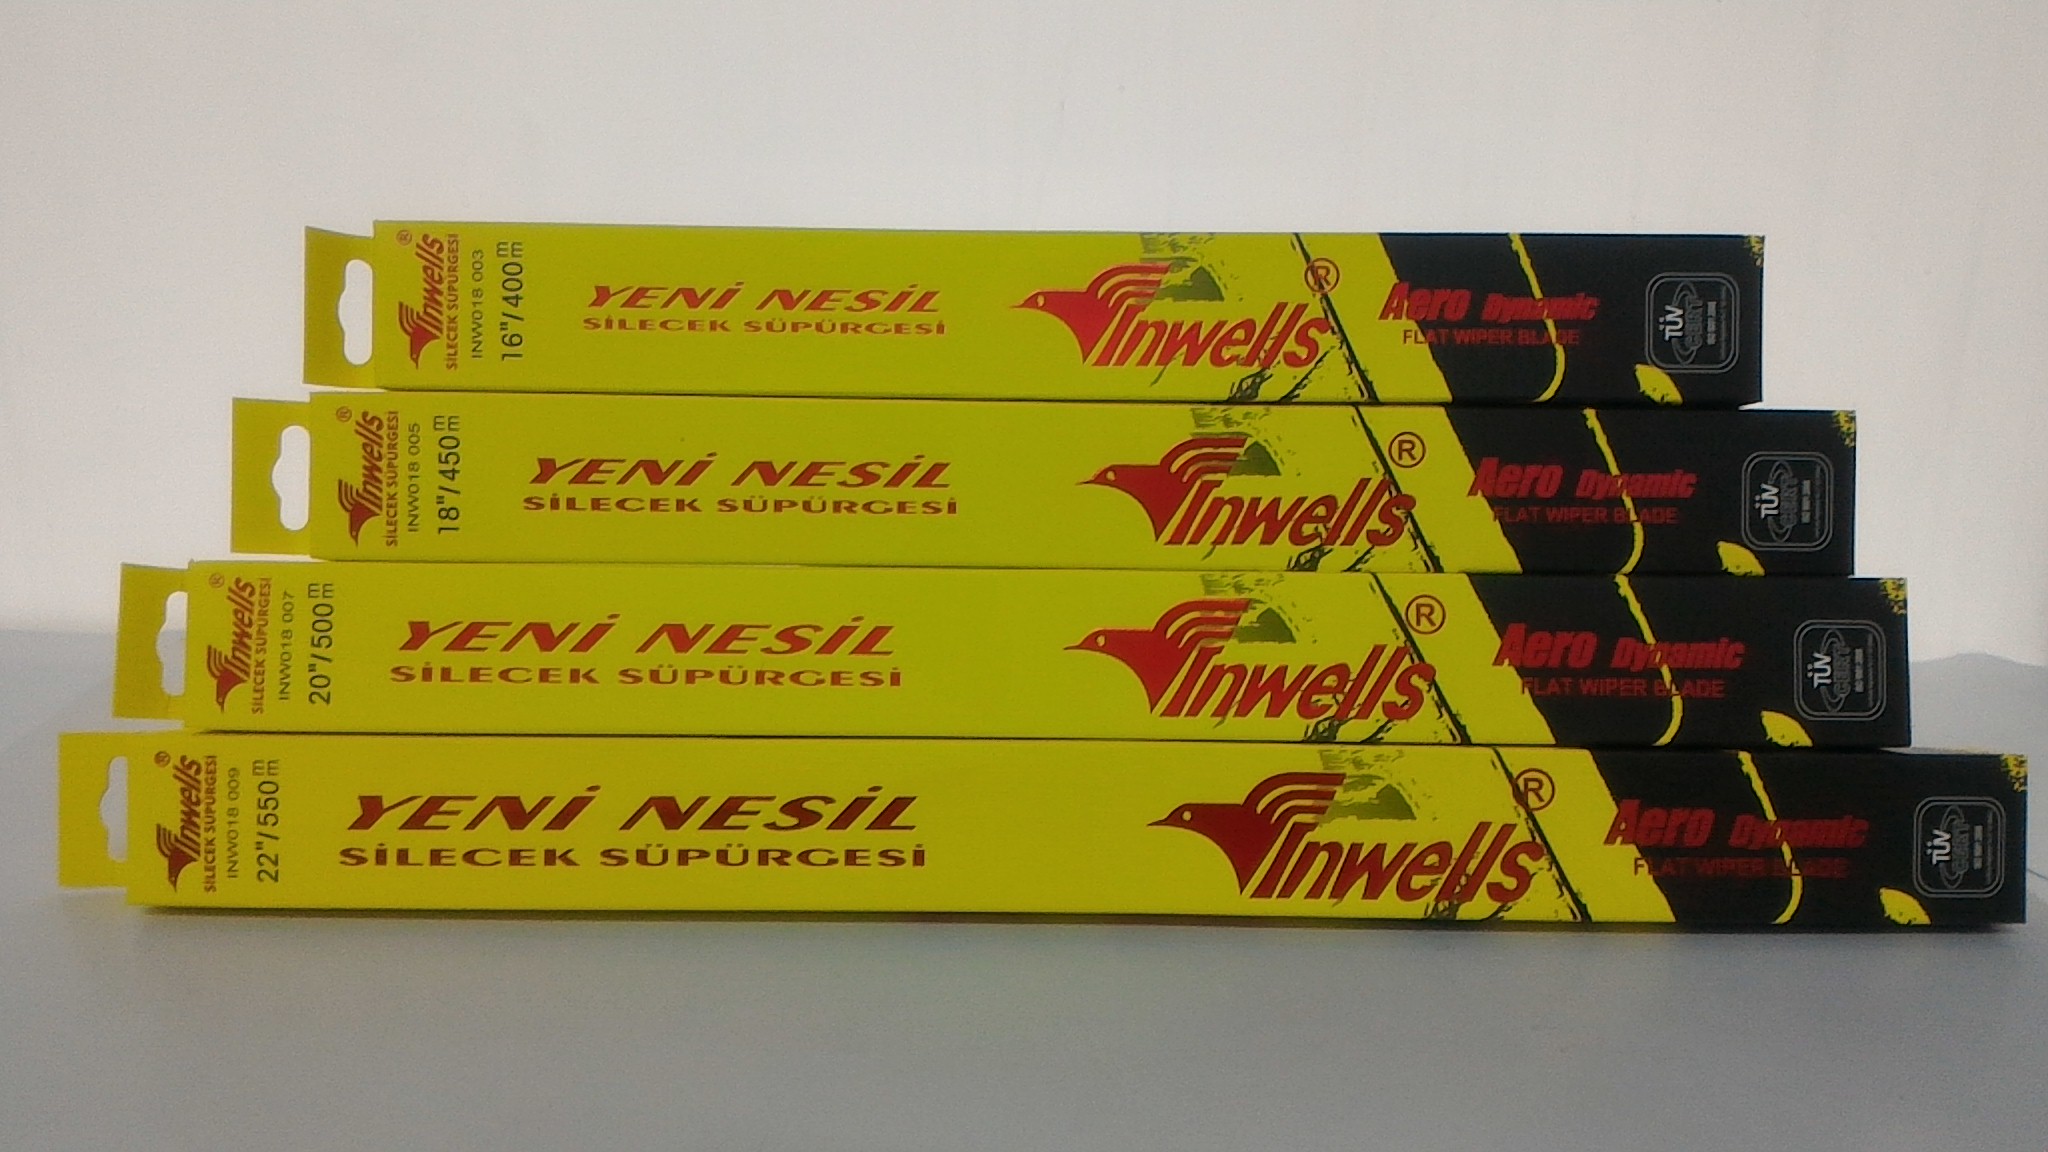 Inwells®
SİLECEK SÜPÜRGESİ
INW018 003
16"/400mm
YENİ NESİL
SİLECEK SÜPÜRGESİ
Inwells®
Aero Dynamic
FLAT WIPER BLADE
TÜV
CERT
Inwells®
SİLECEK SÜPÜRGESİ
INW018 005
18"/450mm
YENİ NESİL
SİLECEK SÜPÜRGESİ
Inwells®
Aero Dynamic
FLAT WIPER BLADE
TÜV
CERT
Inwells®
SİLECEK SÜPÜRGESİ
INW018 007
20"/500mm
YENİ NESİL
SİLECEK SÜPÜRGESİ
Inwells®
Aero Dynamic
FLAT WIPER BLADE
TÜV
CERT
Inwells®
SİLECEK SÜPÜRGESİ
INW018 009
22"/550mm
YENİ NESİL
SİLECEK SÜPÜRGESİ
Inwells®
Aero Dynamic
FLAT WIPER BLADE
TÜV
CERT